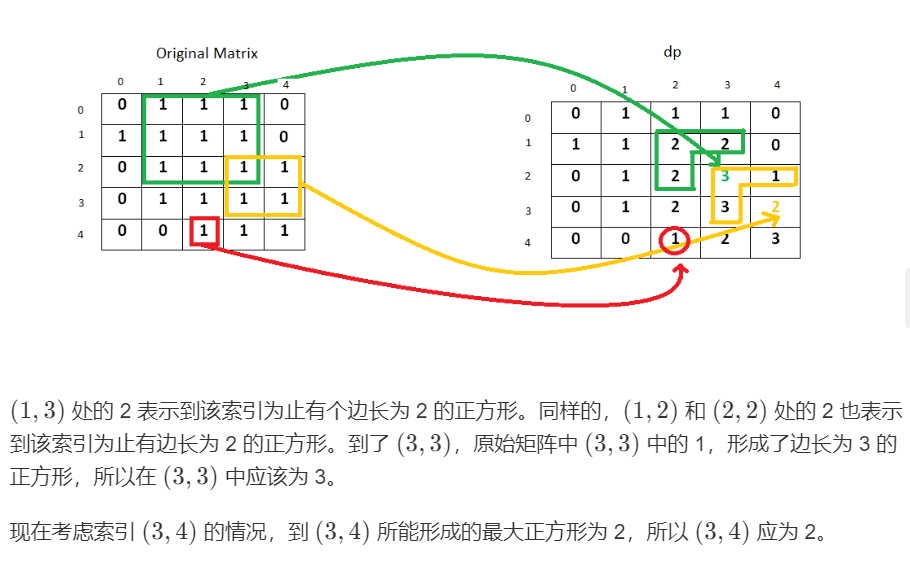 Original Matrix
dp
0 1 2 3 4
0 0 1 1 1 0
1 1 1 1 1 0
2 0 1 1 1 1
3 0 1 1 1 1
4 0 0 1 1 1
0 1 2 3 4
0 0 1 1 1 0
1 1 1 2 2 0
2 0 1 2 3 1
3 0 1 2 3 2
4 0 0 1 2 3
(1, 3) 处的 2 表示到该索引为止有个边长为 2 的正方形。同样的，(1, 2) 和 (2, 2) 处的 2 也表示
到该索引为止有边长为 2 的正方形。到了 (3, 3)，原始矩阵中 (3, 3) 中的 1，形成了边长为 3 的
正方形，所以在 (3, 3) 中应该为 3。
现在考虑索引 (3, 4) 的情况，到 (3, 4) 所能形成的最大正方形为 2，所以 (3, 4) 应为 2。